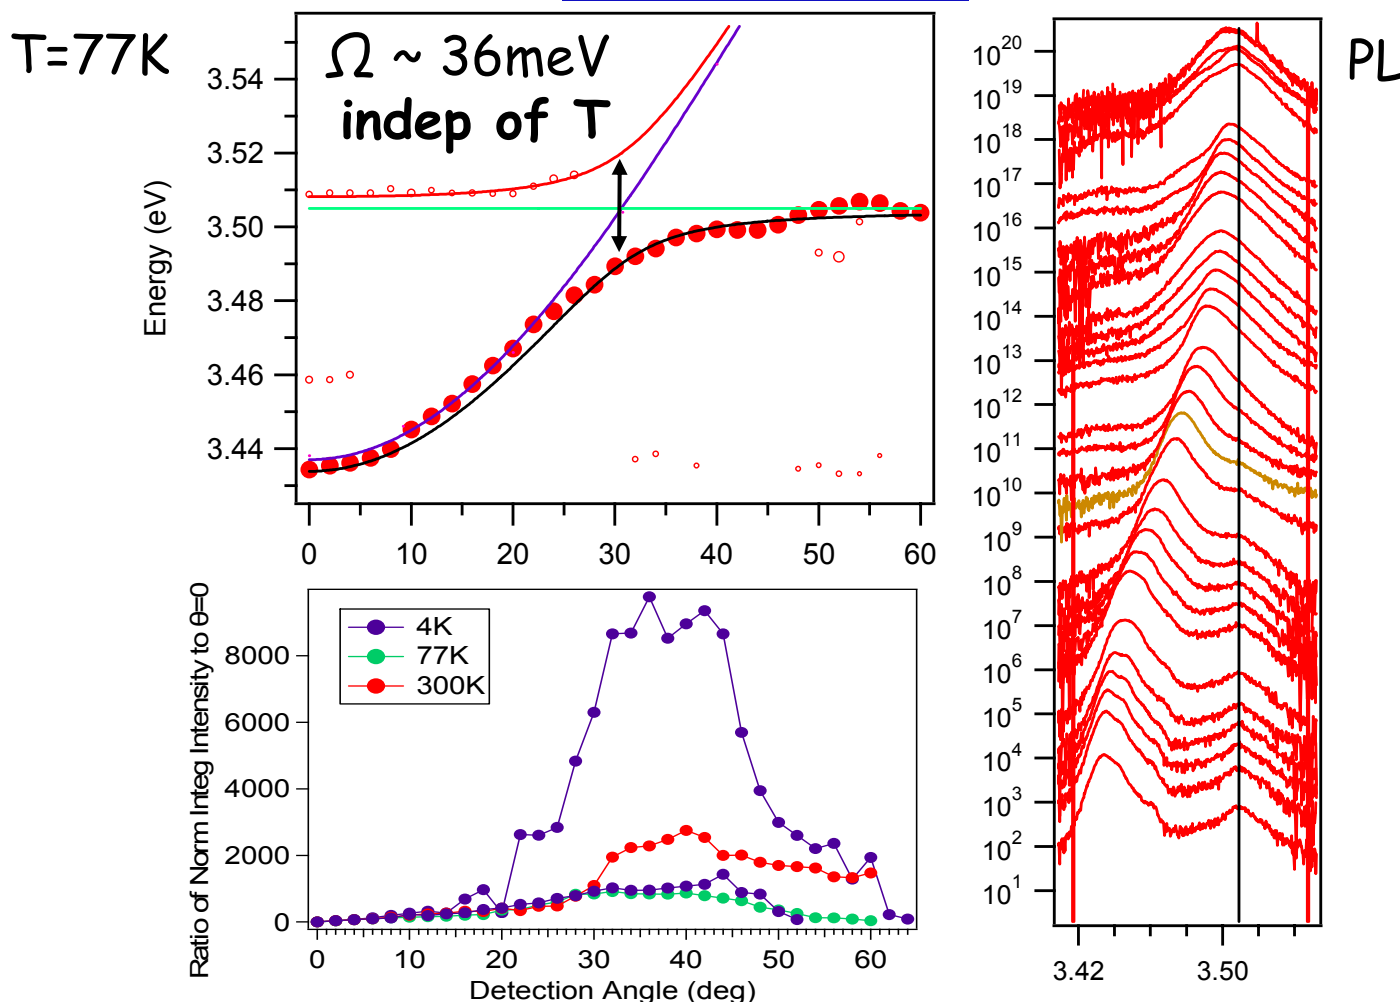 T=77K
Ω ~ 36meV
indep of T
PL
Energy (eV)
3.54
3.52
3.50
3.48
3.46
3.44
0 10 20 30 40 50 60
4K
77K
300K
Ratio of Norm Integ Intensity to θ=0
8000
6000
4000
2000
0
0 10 20 30 40 50 60
Detection Angle (deg)
10^20
10^19
10^18
10^17
10^16
10^15
10^14
10^13
10^12
10^11
10^10
10^9
10^8
10^7
10^6
10^5
10^4
10^3
10^2
10^1
3.42 3.50